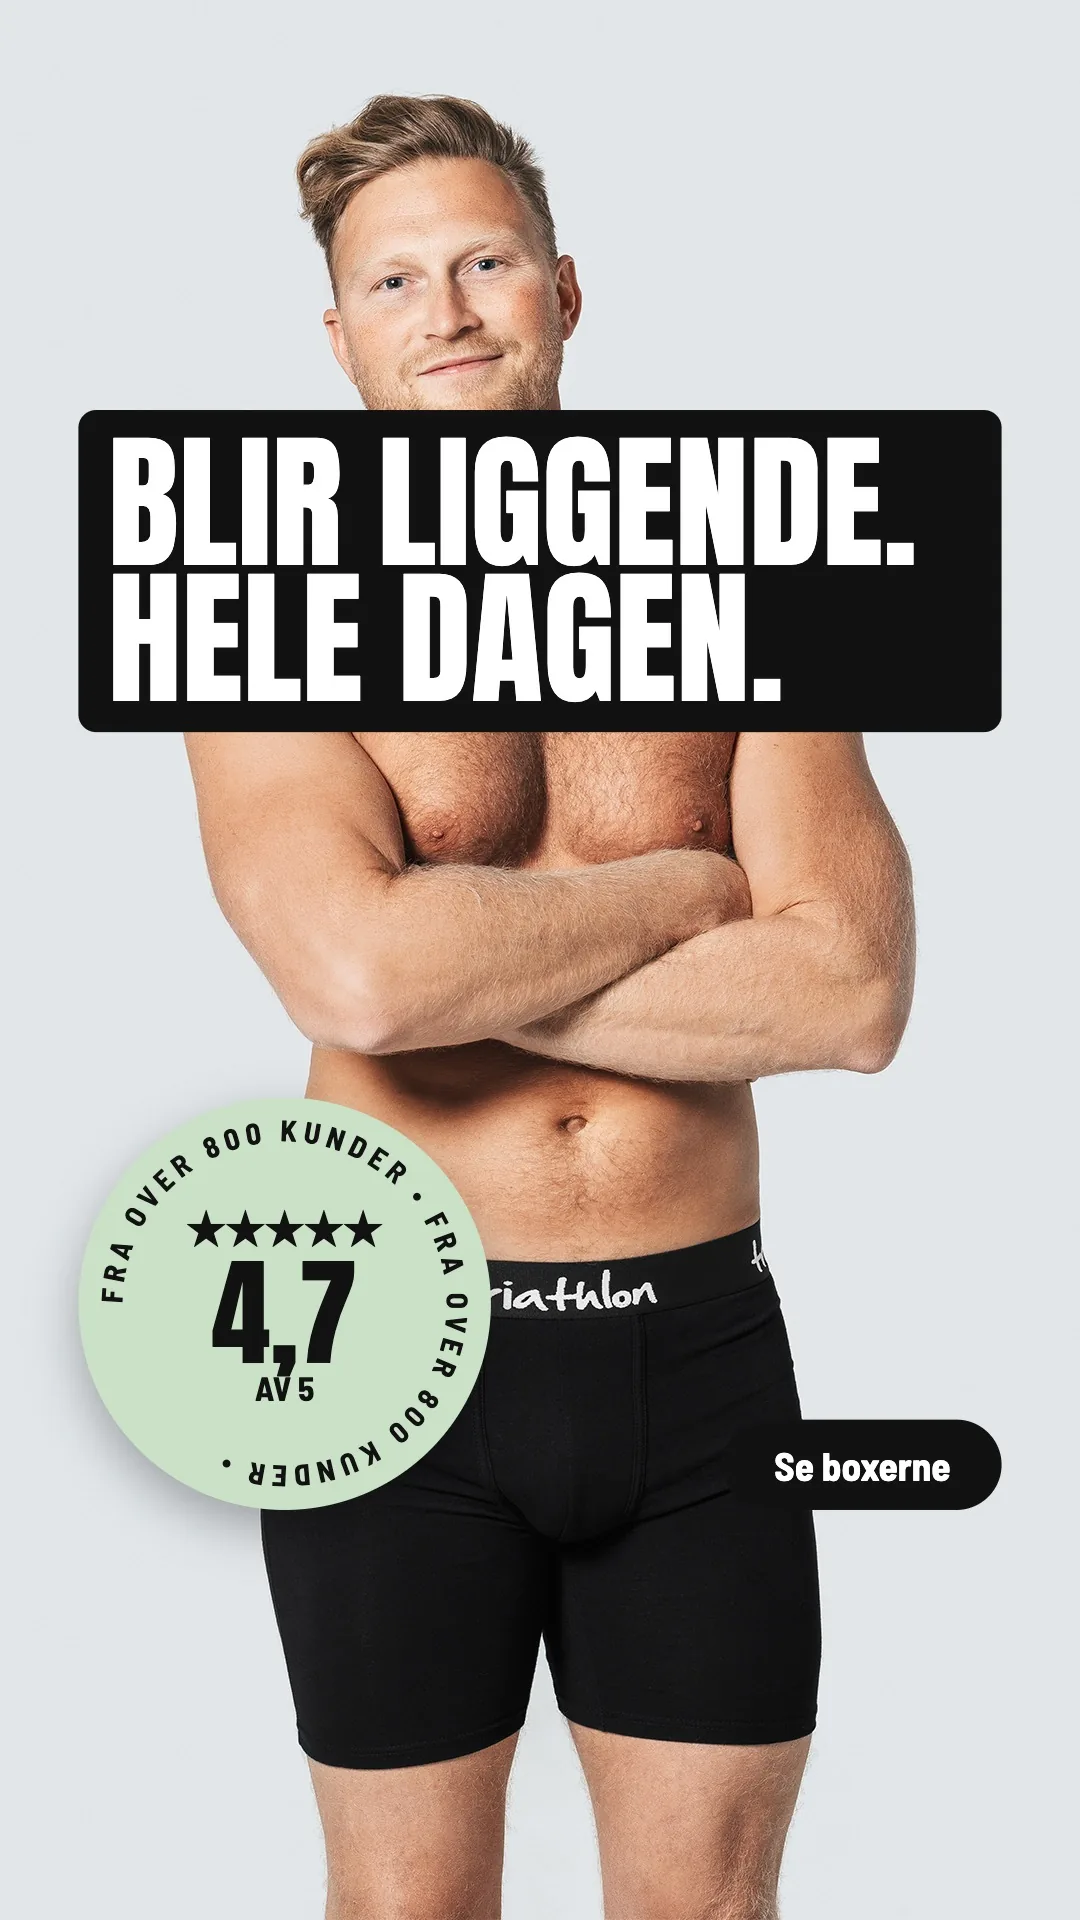 BLIR LIGGENDE.
HELE DAGEN.
FRA OVER 800 KUNDER • FRA OVER 800 KUNDER •
★★★★★
4,7
AV 5
riathlon
Se boxerne